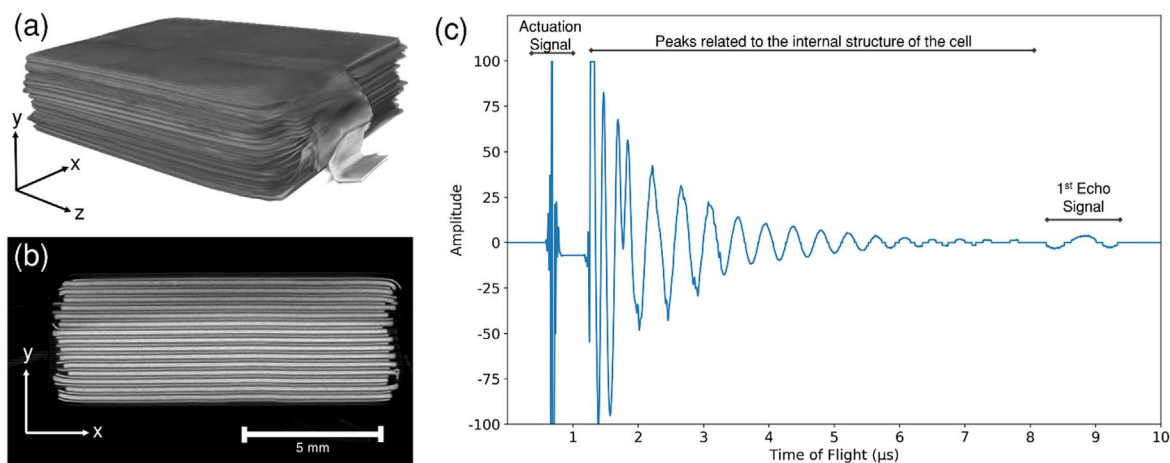 (a)
y
x
z
(b)
y
x
5 mm
(c)
Actuation
Signal
Peaks related to the internal structure of the cell
1st Echo
Signal
100
75
50
25
0
-25
-50
-75
-100
Amplitude
1 2 3 4 5 6 7 8 9 10
Time of Flight (μs)